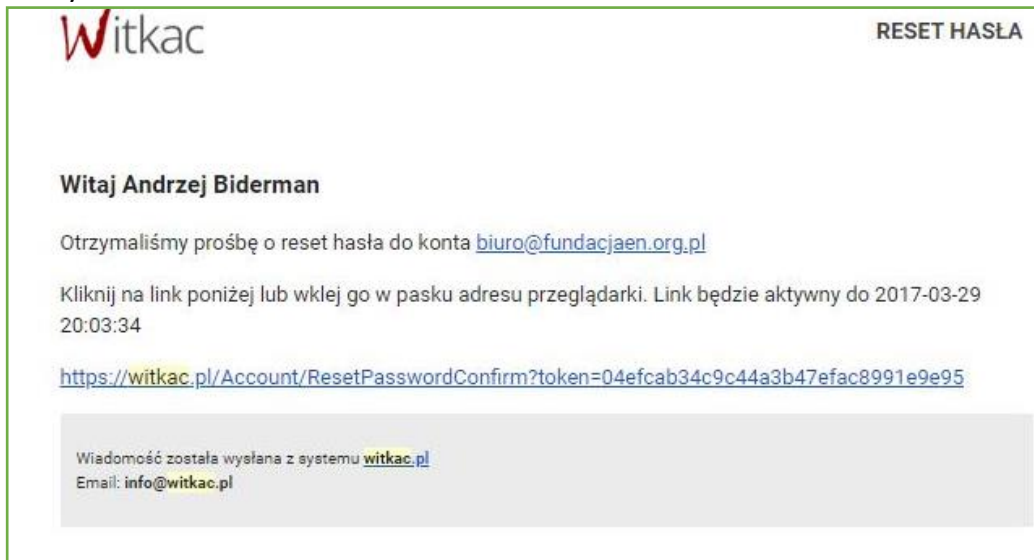 Witkac
RESET HASŁA
Witaj Andrzej Biderman
Otrzymaliśmy prośbę o reset hasła do konta biuro@fundacjaen.org.pl
Kliknij na link poniżej lub wklej go w pasku adresu przeglądarki. Link będzie aktywny do 2017-03-29
20:03:34
https://witkac.pl/Account/ResetPasswordConfirm?token=04efcab34c9c44a3b47efac8991e9e95
Wiadomość została wysłana z systemu witkac.pl
Email: info@witkac.pl